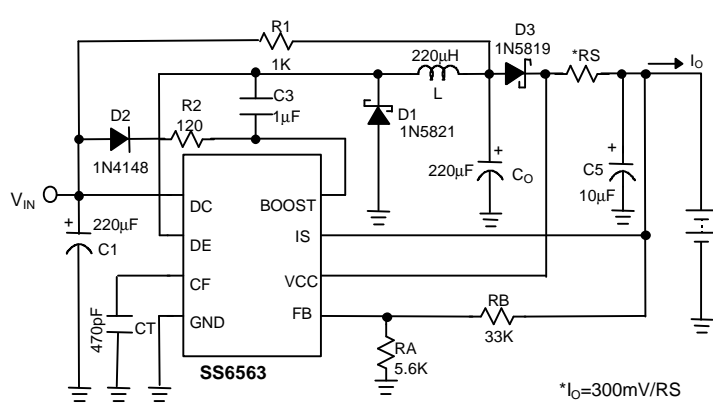 R1
1K
220μH
L
D3
1N5819
*RS
IO
C3
1μF
D2
1N4148
R2
120
D1
1N5821
220μF
CO
C5
10μF
VIN
220μF
C1
DC
BOOST
DE
IS
CF
VCC
GND
FB
470pF
CT
RB
33K
RA
5.6K
SS6563
*IO=300mV/RS
+
+
+